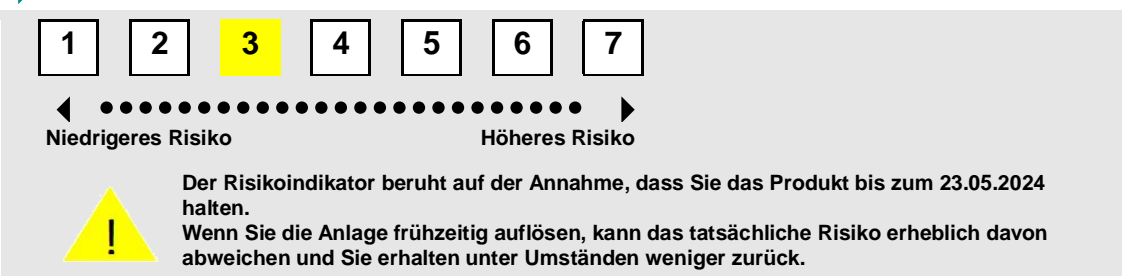 1 2 3 4 5 6 7
Niedrigeres Risiko Höheres Risiko
Der Risikoindikator beruht auf der Annahme, dass Sie das Produkt bis zum 23.05.2024
halten.
Wenn Sie die Anlage frühzeitig auflösen, kann das tatsächliche Risiko erheblich davon
abweichen und Sie erhalten unter Umständen weniger zurück.
!